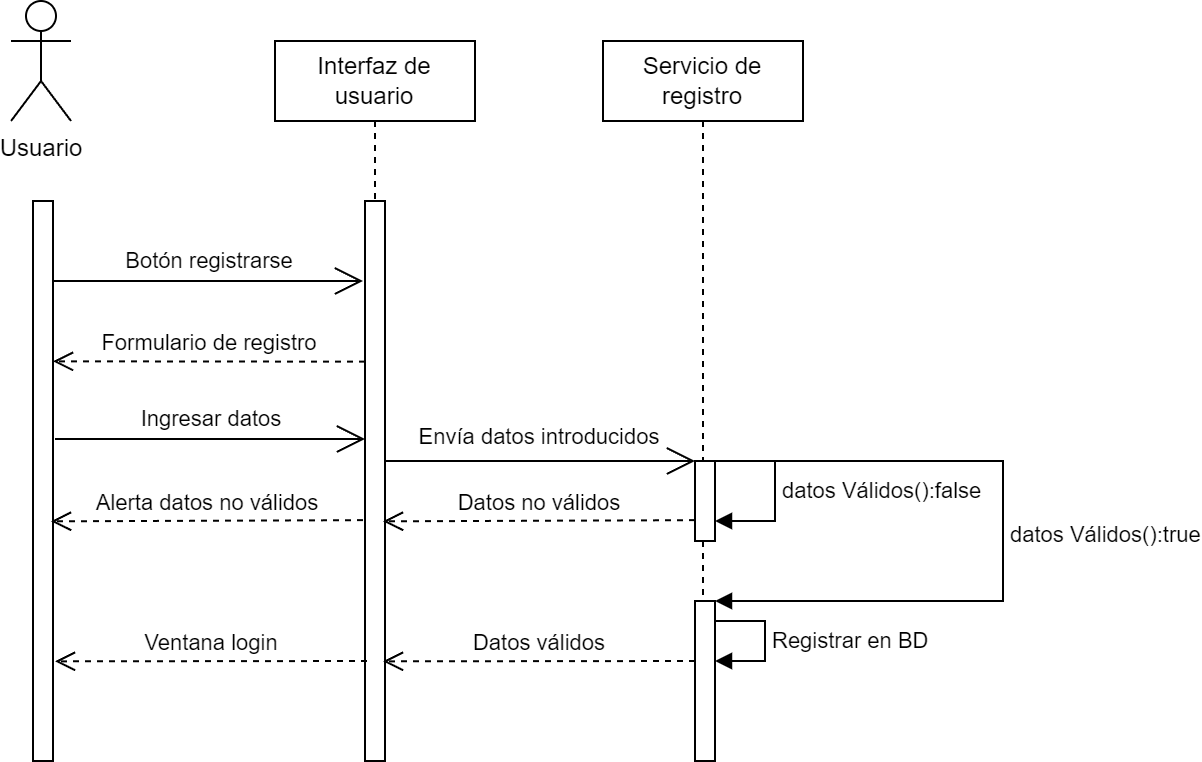 Usuario
Interfaz de
usuario
Servicio de
registro
Botón registrarse
Formulario de registro
Ingresar datos
Envía datos introducidos
Alerta datos no válidos
Datos no válidos
datos Válidos():false
datos Válidos():true
Ventana login
Datos válidos
Registrar en BD